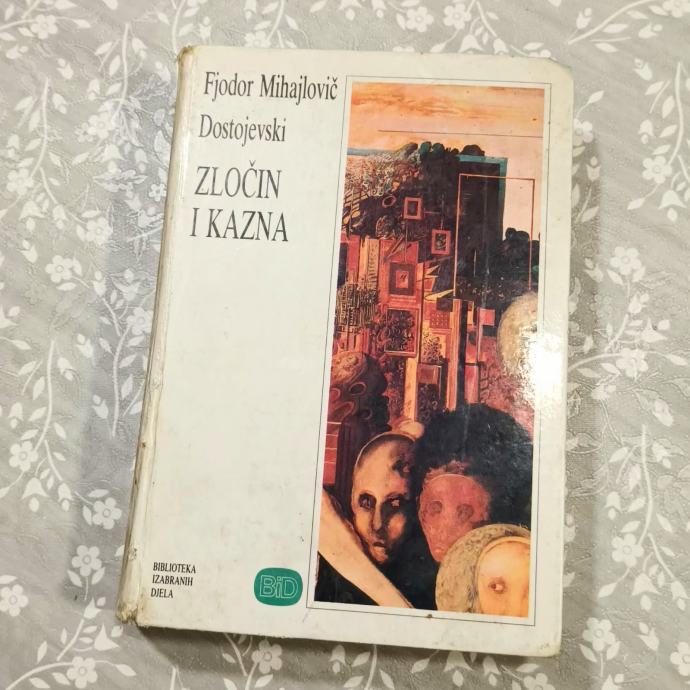 Fjodor Mihajlovič
Dostojevski
ZLOČIN
I KAZNA
BIBLIOTEKA
IZABRANIH
DJELA
BiD